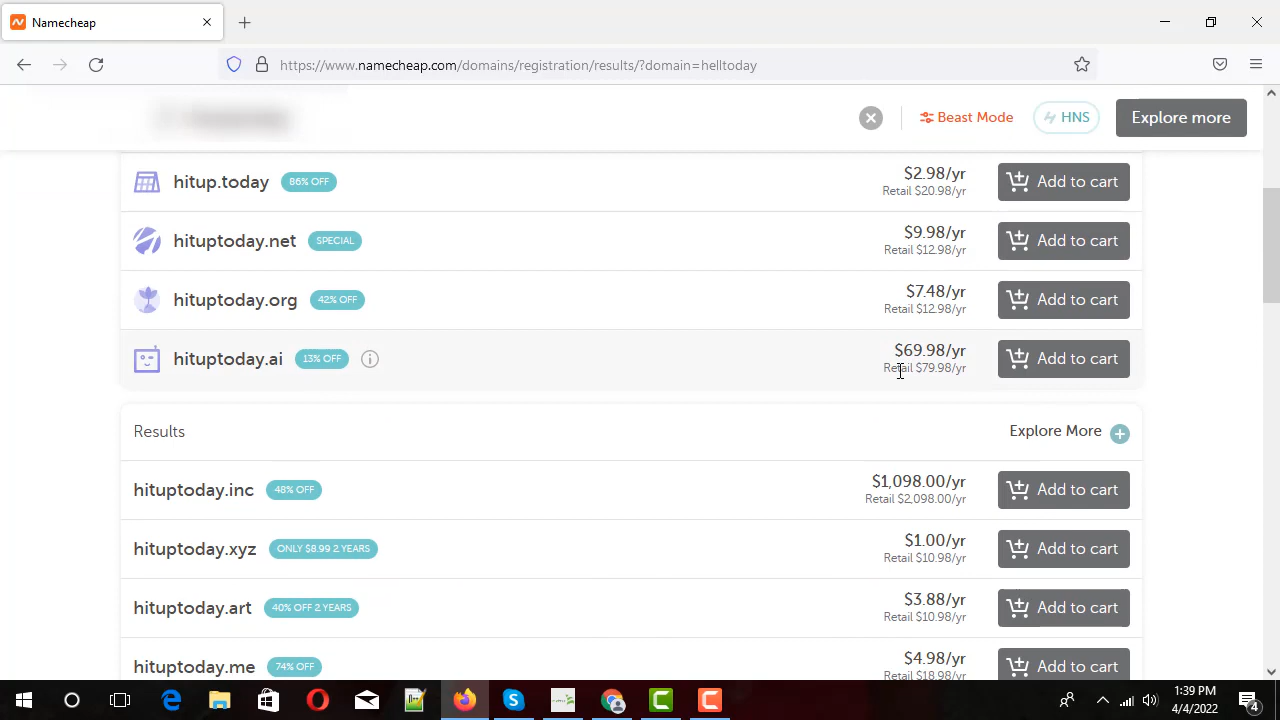 Namecheap
https://www.namecheap.com/domains/registration/results/?domain=helltoday
Beast Mode
HNS
Explore more
hitup.today 86% OFF $2.98/yr Add to cart
Retail $20.98/yr
hituptoday.net SPECIAL $9.98/yr Add to cart
Retail $12.98/yr
hituptoday.org 42% OFF $7.48/yr Add to cart
Retail $12.98/yr
hituptoday.ai 13% OFF $69.98/yr Add to cart
Retail $79.98/yr
Results Explore More
hituptoday.inc 48% OFF $1,098.00/yr Add to cart
Retail $2,098.00/yr
hituptoday.xyz ONLY $8.99 2 YEARS $1.00/yr Add to cart
Retail $10.98/yr
hituptoday.art 40% OFF 2 YEARS $3.88/yr Add to cart
Retail $10.98/yr
hituptoday.me 74% OFF $4.98/yr Add to cart
Retail $18.98/yr
1:39 PM
4/4/2022
4